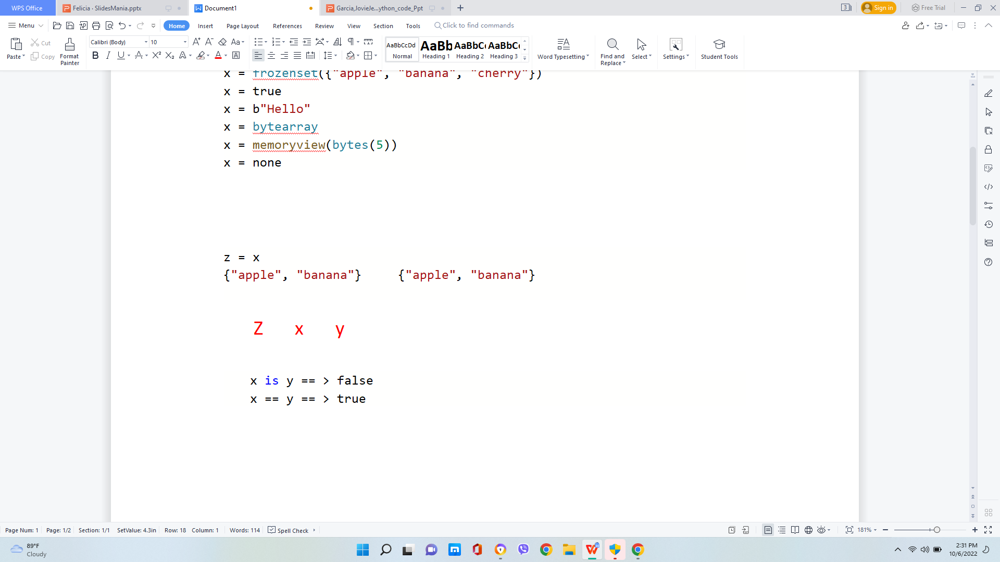 WPS Office
Felicia · SlidesMania.pptx
Document1
Garcia,JovieJe...ython_code_Ppt
3
Sign in
Free Trial
Menu
Home
Insert
Page Layout
References
Review
View
Section
Tools
Click to find commands
Paste
Cut
Copy
Format
Painter
Calibri (Body)
10
AaBbCcDd
Normal
AaBb
Heading 1
AaBbC
Heading 2
AaBbC
Heading 3
Word Typesetting
Find and
Replace
Select
Settings
Student Tools
x = frozenset({"apple", "banana", "cherry"})
x = true
x = b"Hello"
x = bytearray
x = memoryview(bytes(5))
x = none
z = x
{"apple", "banana"} {"apple", "banana"}
Z x y
x is y == > false
x == y == > true
Page Num: 1 Page: 1/2 Section: 1/1 SetValue: 4.3in Row: 18 Column: 1 Words: 114 Spell Check
181%
89°F
Cloudy
2:31 PM
10/6/2022